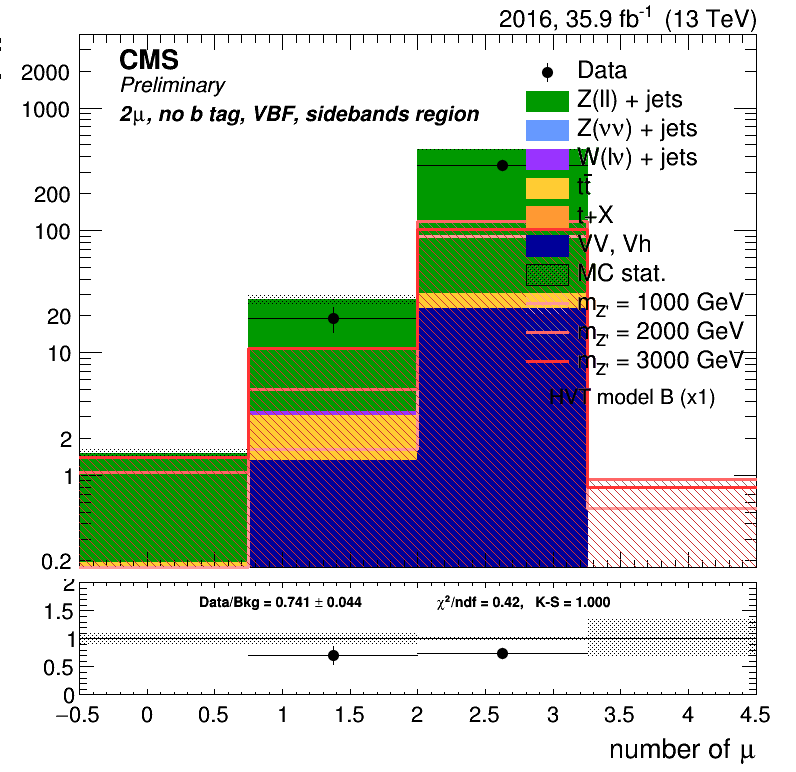 2016, 35.9 fb⁻¹ (13 TeV)
CMS
Preliminary
2μ, no b tag, VBF, sidebands region
Data
Z(ll) + jets
Z(νν) + jets
W(lν) + jets
tt̄
t+X
VV, Vh
MC stat.
m_Z' = 1000 GeV
m_Z' = 2000 GeV
m_Z' = 3000 GeV
HVT model B (x1)
2000
1000
200
100
20
10
2
1
0.2
Data/Bkg = 0.741 ± 0.044
χ²/ndf = 0.42, K-S = 1.000
2
1.5
1
0.5
0
−0.5 0 0.5 1 1.5 2 2.5 3 3.5 4 4.5
number of μ